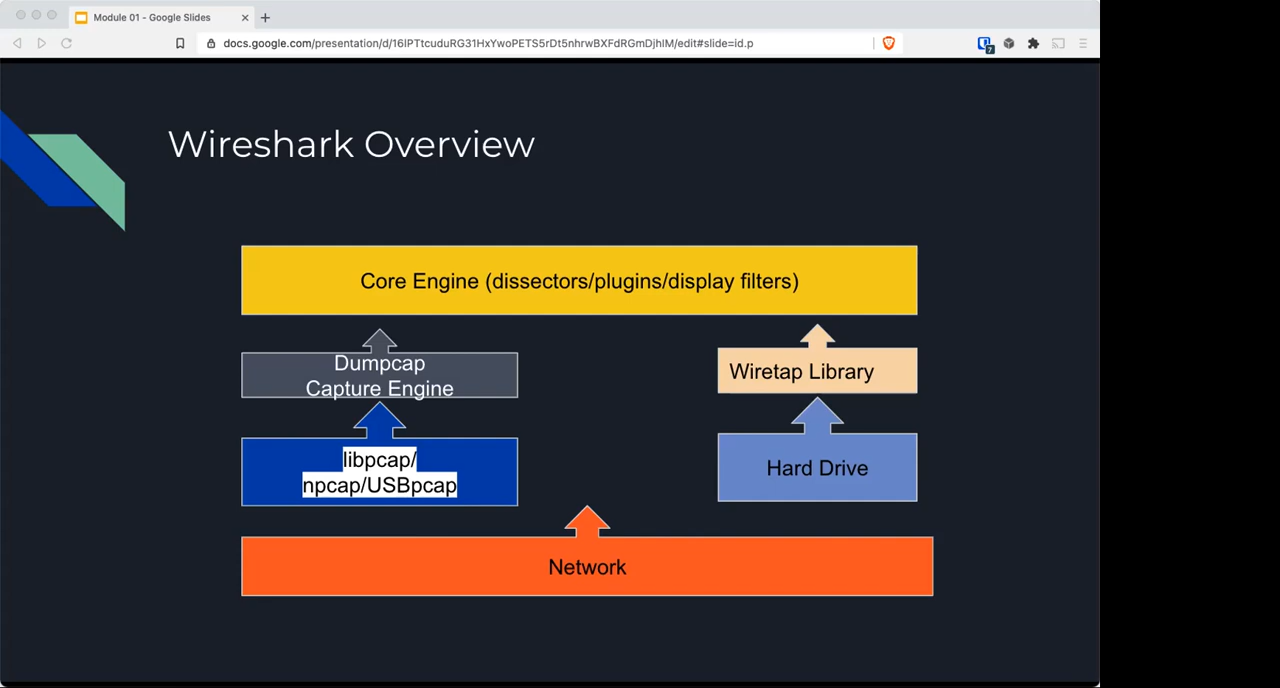 Module 01 - Google Slides
docs.google.com/presentation/d/16IPTtcuduRG31HxYwoPETS5rDt5nhrwBXFdRGmDjhIM/edit#slide=id.p
7
Wireshark Overview
Core Engine (dissectors/plugins/display filters)
Dumpcap
Capture Engine
Wiretap Library
libpcap/
npcap/USBpcap
Hard Drive
Network